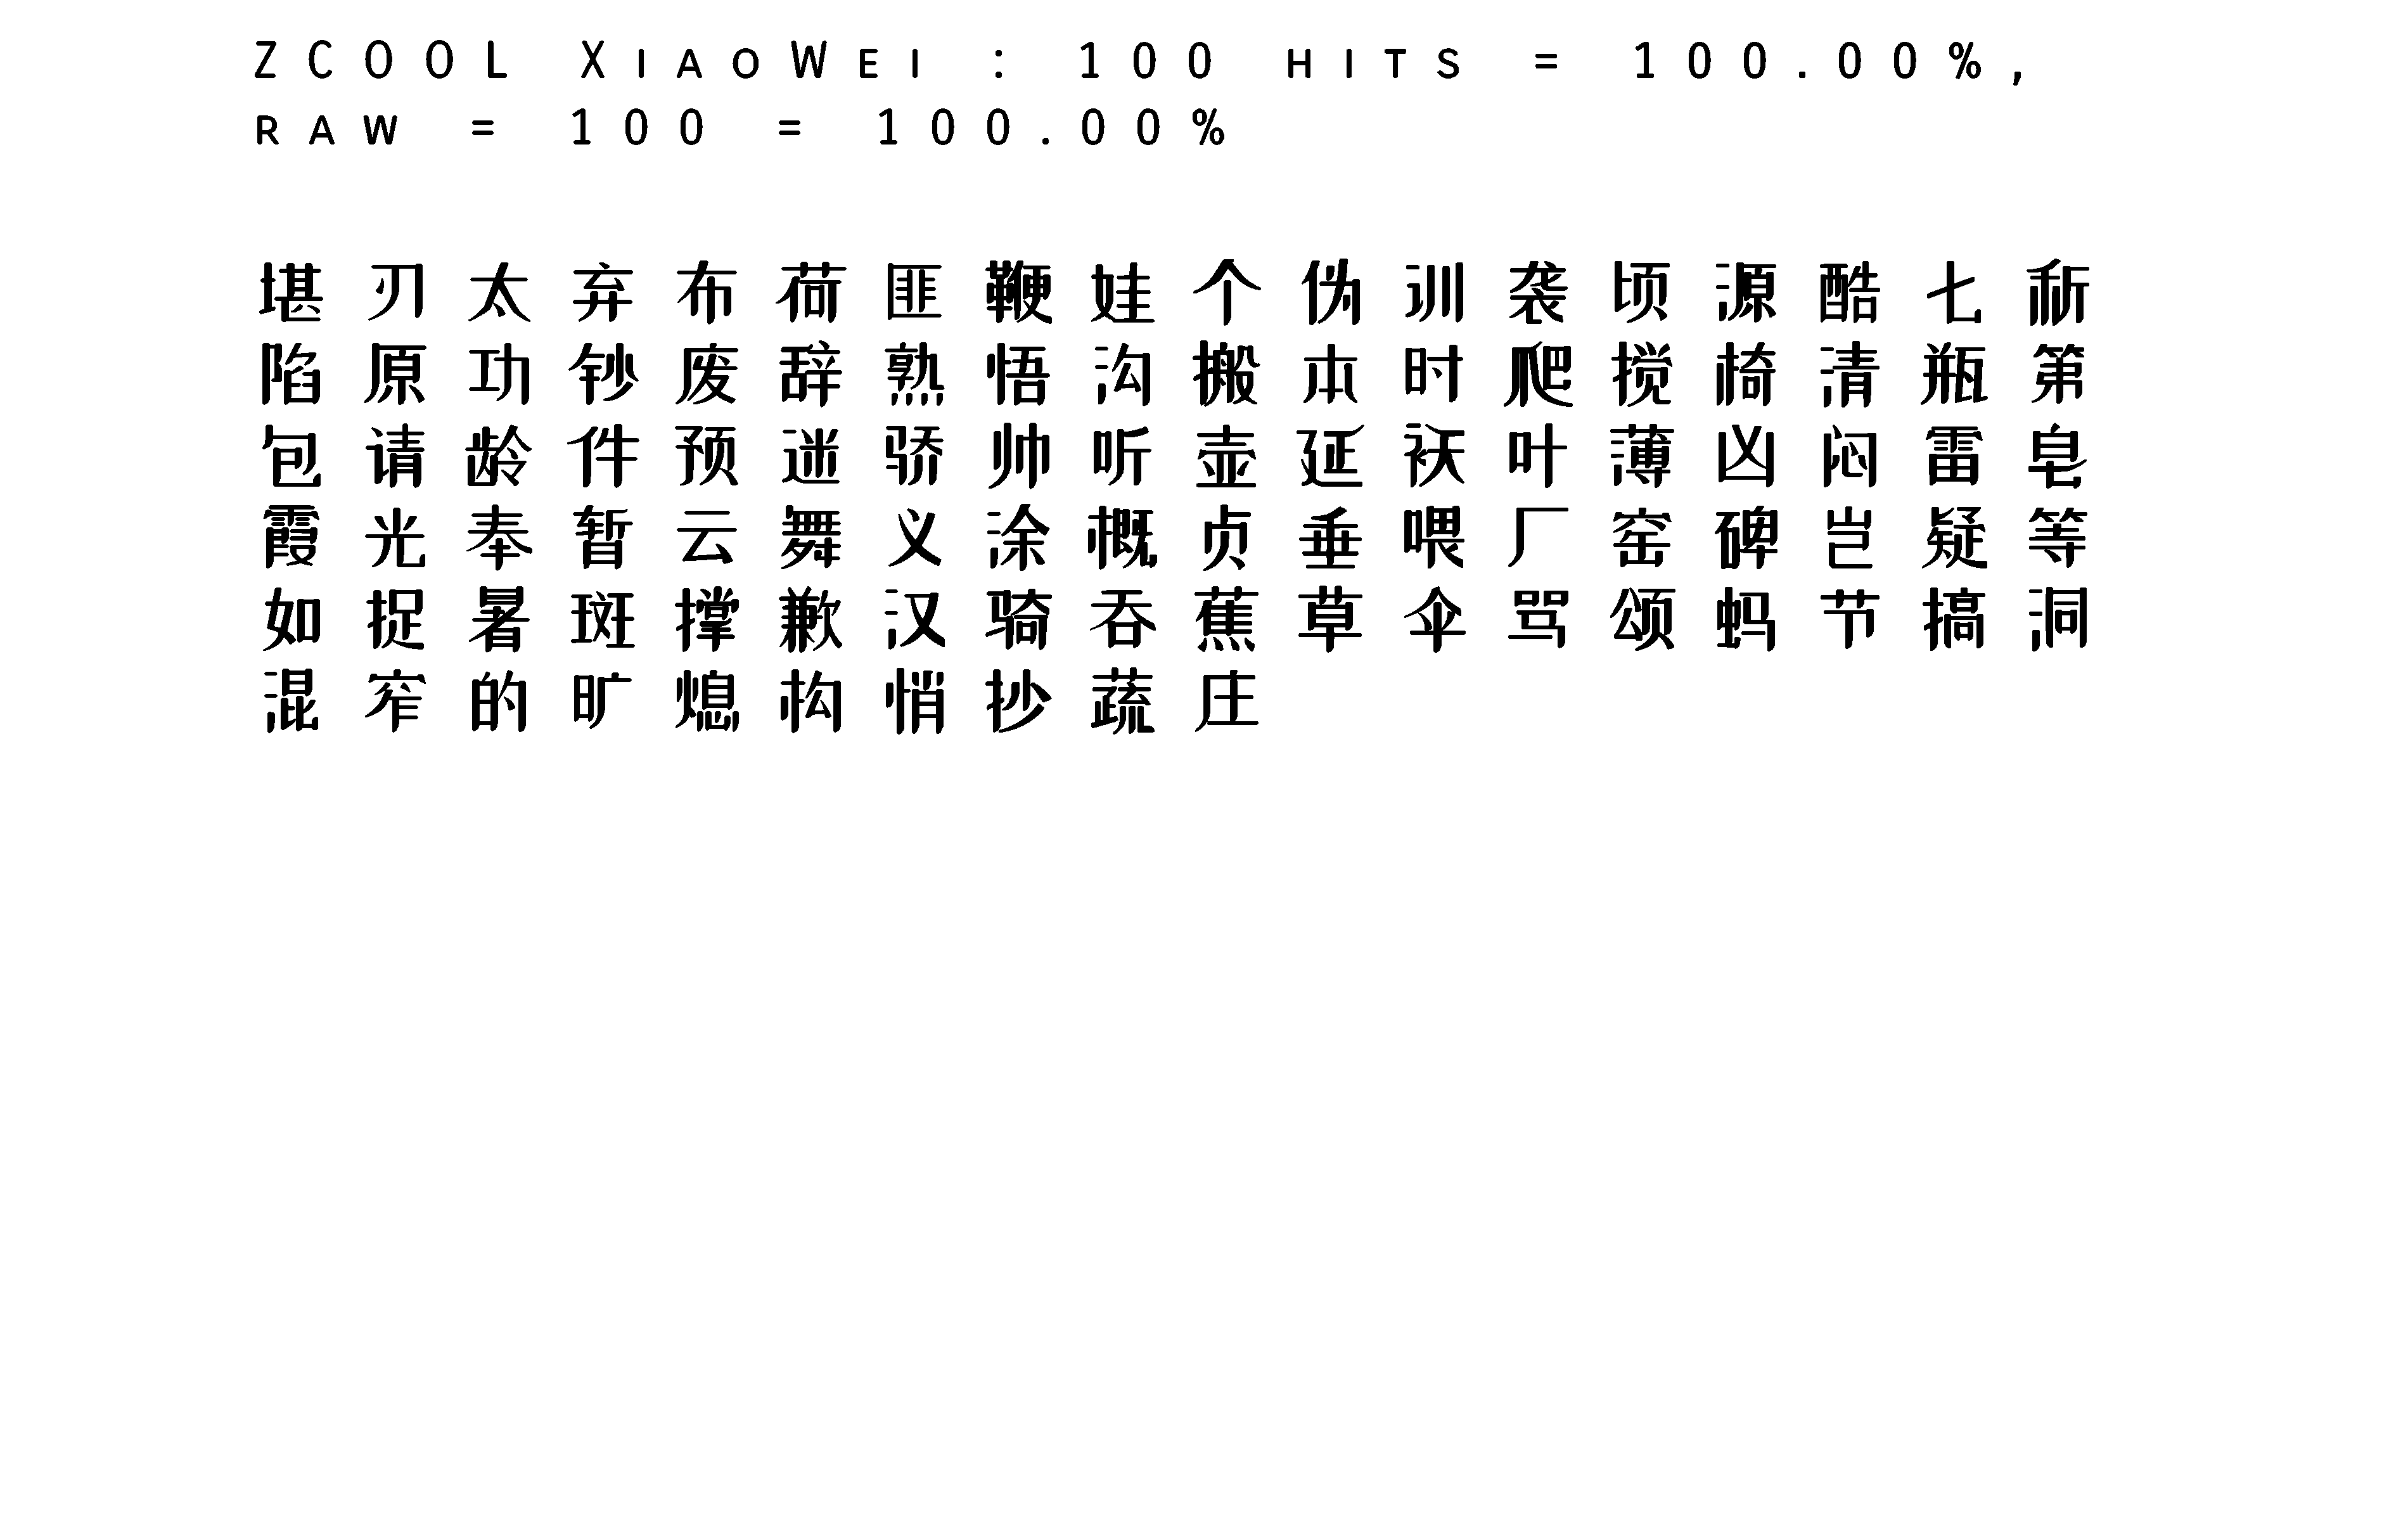 ZCOOL XiaoWei : 100 hits = 100.00%,
raw = 100 = 100.00%
堪刃太弃布荷匪鞭娃个伪训袭顷源酷七斩
陷原功钞废辞熟悟沟搬本时爬搅椅清瓶第
包请龄件预迷骄帅听壶延袄叶薄凶闷雷皂
霞光奉暂云舞义涂概贞垂喂厂窑碑岂疑等
如捉暑斑撑歉汉骑吞蕉草伞骂颂蚂节搞洞
混窄的旷熄构悄抄蔬庄